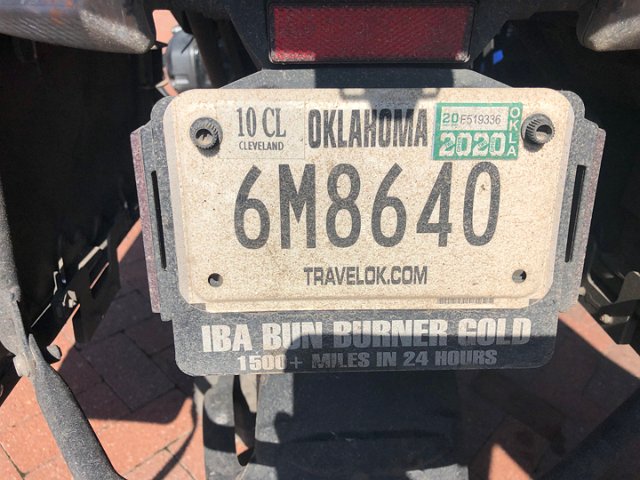 10 CL
CLEVELAND
OKLAHOMA
20 E519336
2020
OKLA
6M8640
TRAVELOK.COM
IBA BUN BURNER GOLD
1500+ MILES IN 24 HOURS